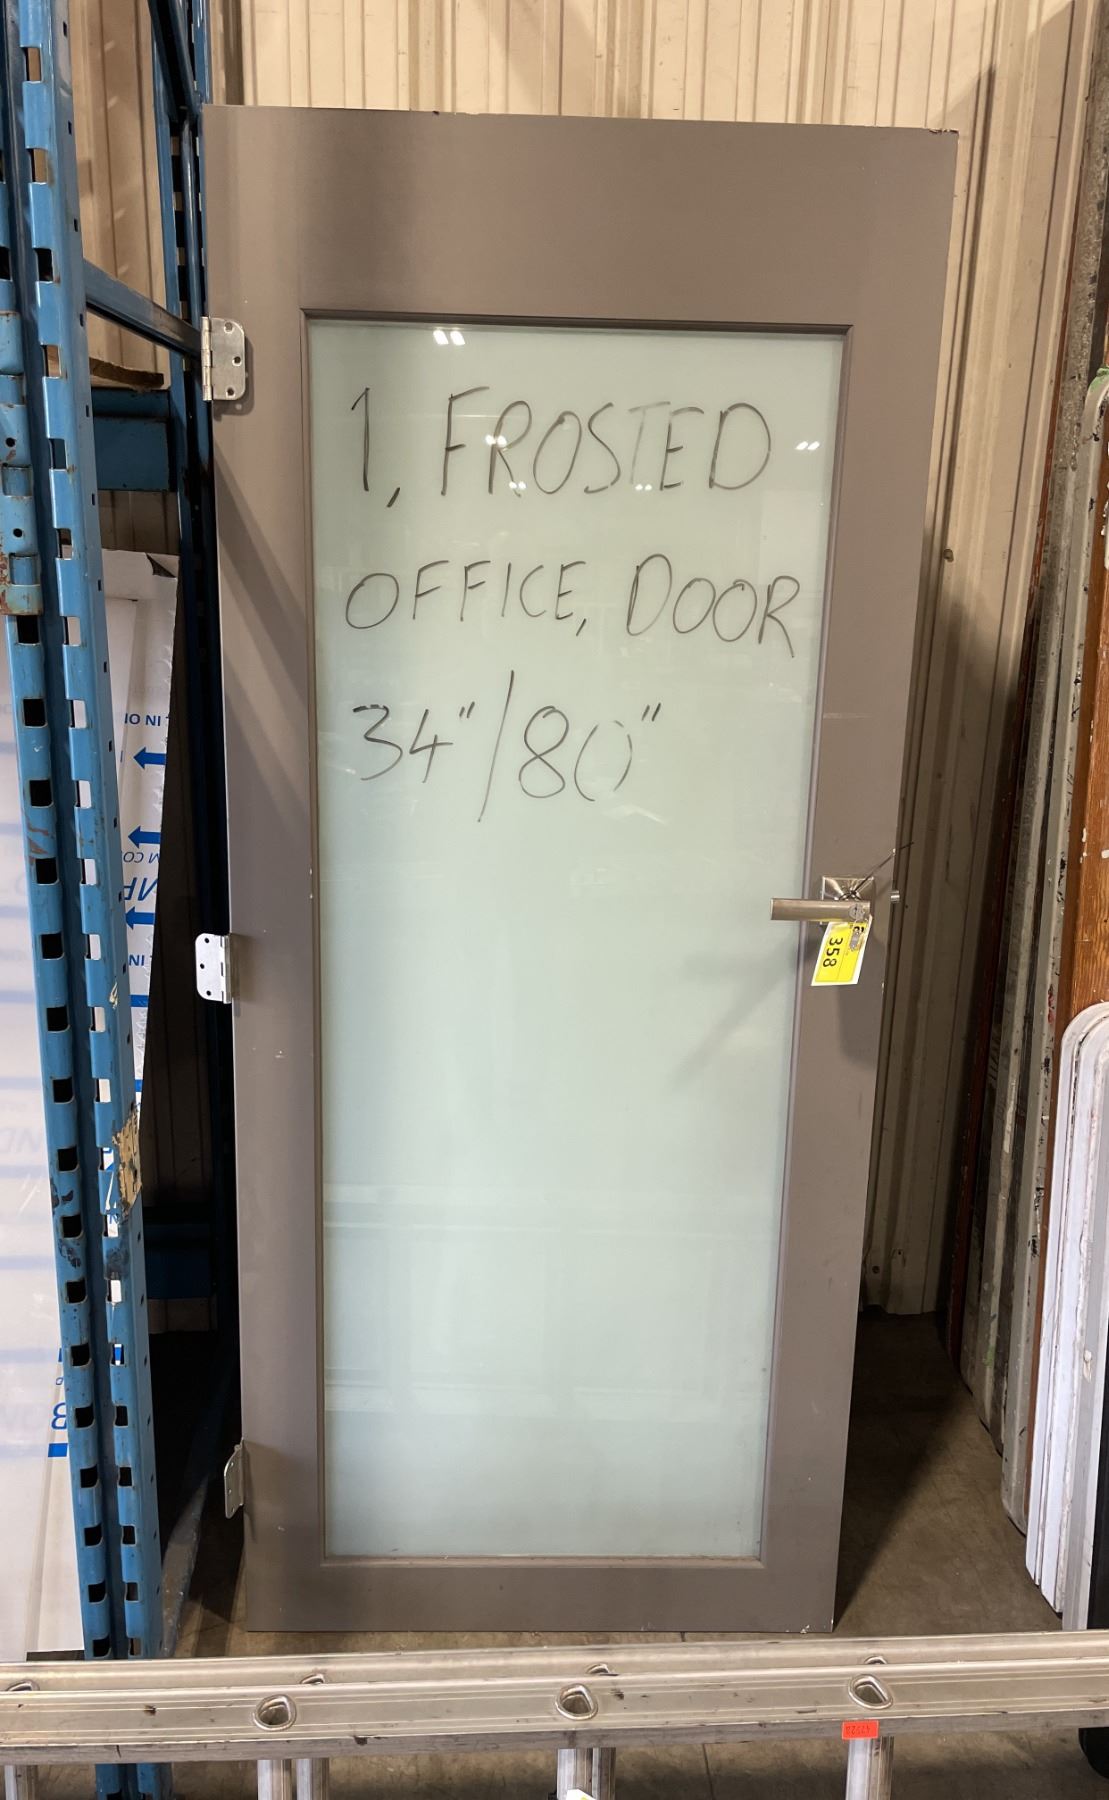 1, FROSTED
OFFICE, DOOR
34"/80"
358